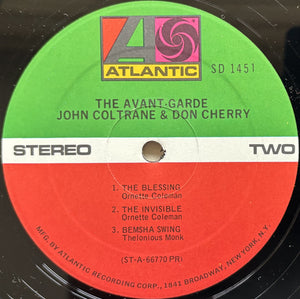 ATLANTIC
SD 1451
THE AVANT-GARDE
JOHN COLTRANE & DON CHERRY
STEREO
TWO
1. THE BLESSING
Ornette Coleman
2. THE INVISIBLE
Ornette Coleman
3. BEMSHA SWING
Thelonious Monk
(ST-A-66770 PR)
MFG. BY ATLANTIC RECORDING CORP., 1841 BROADWAY, NEW YORK, N.Y.